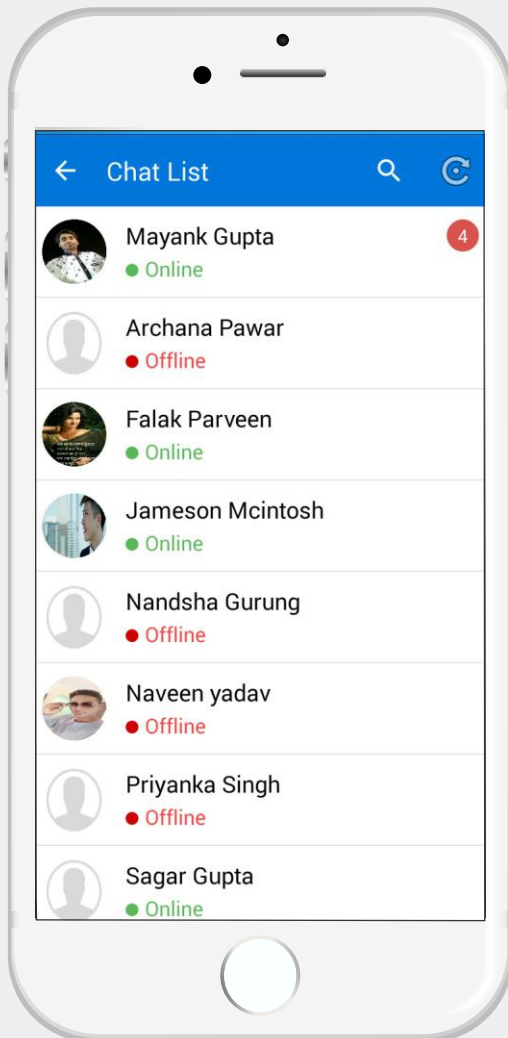 Chat List
Mayank Gupta
4
Online
Archana Pawar
Offline
Falak Parveen
Online
Jameson Mcintosh
Online
Nandsha Gurung
Offline
Naveen yadav
Offline
Priyanka Singh
Offline
Sagar Gupta
Online